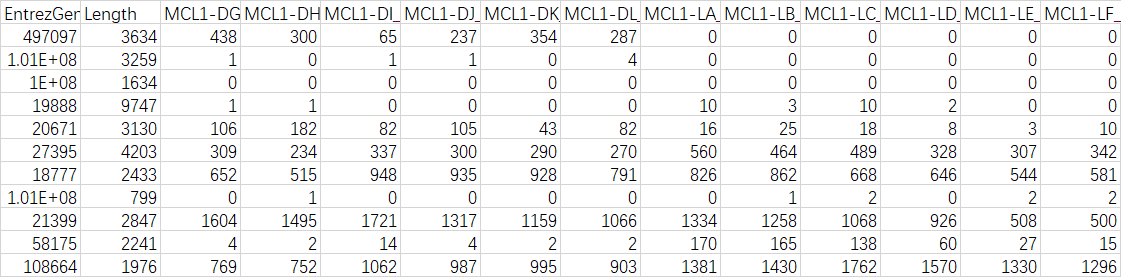 EntrezGen Length MCL1-DG MCL1-DH MCL1-DI_ MCL1-DJ_ MCL1-DK MCL1-DL_ MCL1-LA_ MCL1-LB_ MCL1-LC_ MCL1-LD_ MCL1-LE_ MCL1-LF_
497097 3634 438 300 65 237 354 287 0 0 0 0 0 0
1.01E+08 3259 1 0 1 1 0 4 0 0 0 0 0 0
1E+08 1634 0 0 0 0 0 0 0 0 0 0 0 0
19888 9747 1 1 0 0 0 0 10 3 10 2 0 0
20671 3130 106 182 82 105 43 82 16 25 18 8 3 10
27395 4203 309 234 337 300 290 270 560 464 489 328 307 342
18777 2433 652 515 948 935 928 791 826 862 668 646 544 581
1.01E+08 799 0 1 0 0 0 0 0 1 2 0 2 2
21399 2847 1604 1495 1721 1317 1159 1066 1334 1258 1068 926 508 500
58175 2241 4 2 14 4 2 2 170 165 138 60 27 15
108664 1976 769 752 1062 987 995 903 1381 1430 1762 1570 1330 1296